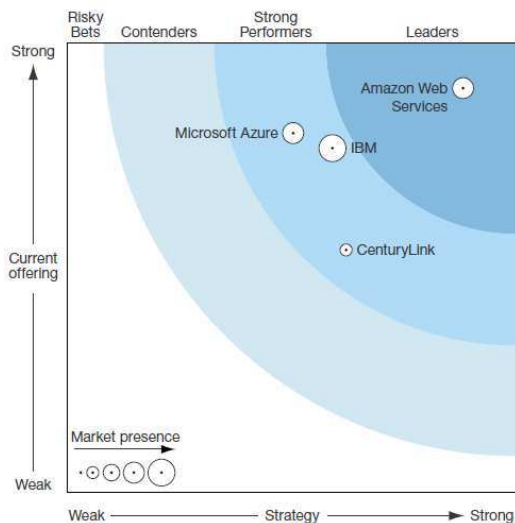 Risky
Bets
Contenders
Strong
Performers
Leaders
Strong
Amazon Web
Services
Microsoft Azure
IBM
CenturyLink
Current
offering
Market presence
Weak
Weak
Strategy
Strong